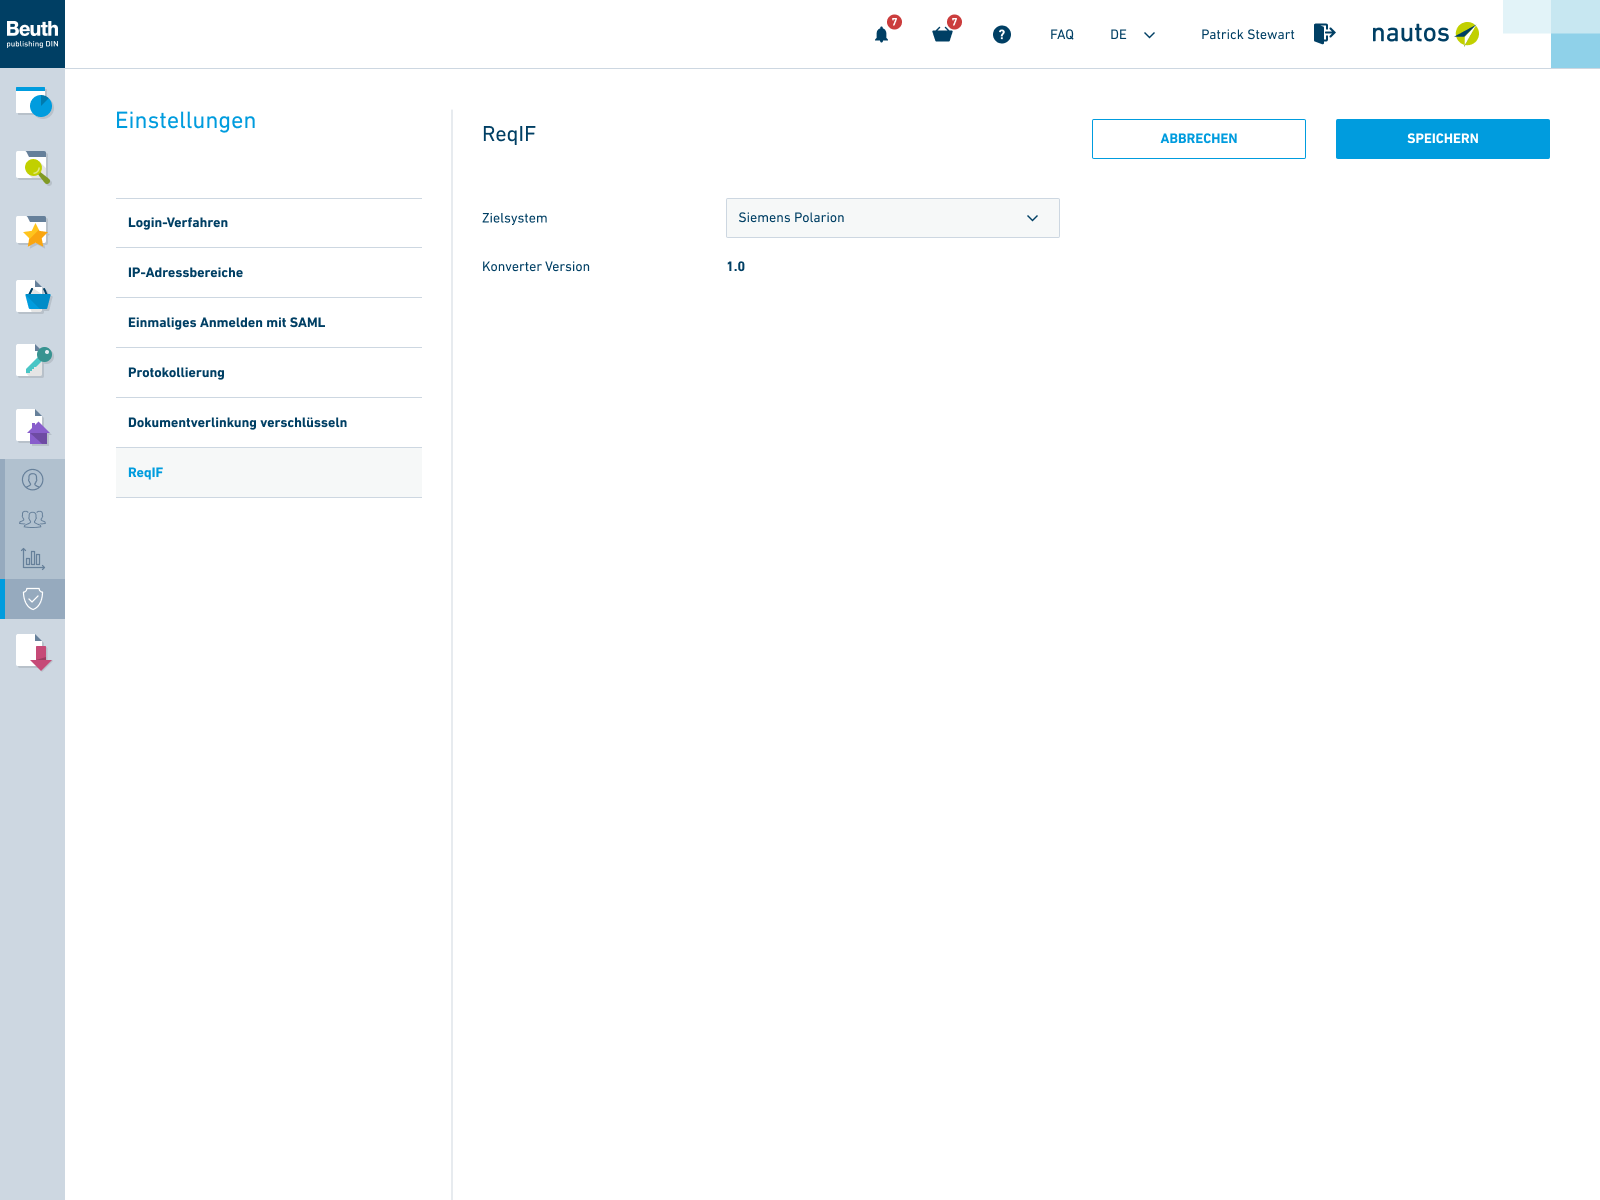 Beuth
publishing DIN
7
7
?
FAQ
DE
Patrick Stewart
nautos
Einstellungen
Login-Verfahren
IP-Adressbereiche
Einmaliges Anmelden mit SAML
Protokollierung
Dokumentverlinkung verschlüsseln
ReqIF
ReqIF
ABBRECHEN
SPEICHERN
Zielsystem
Siemens Polarion
Konverter Version
1.0